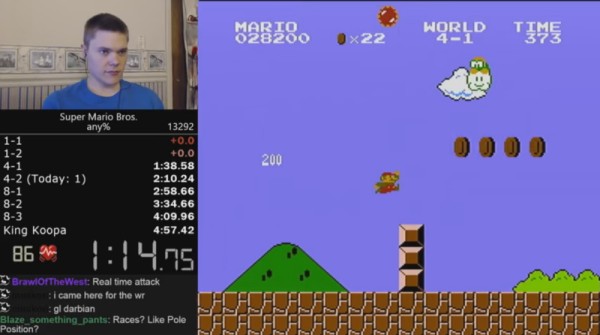 MARIO
028200
×22
WORLD
4-1
TIME
373
200
Super Mario Bros.
any% 13292
1-1 +0.0
1-2 +0.0
4-1 1:38.58
4-2 (Today: 1) 2:10.24
8-1 2:58.66
8-2 3:34.66
8-3 4:09.96
King Koopa 4:57.42
86 1:14.75
BrawlOfTheWest: Real time attack
: i came here for the wr
: gl darbian
Blaze_something_pants: Races? Like Pole
Position?